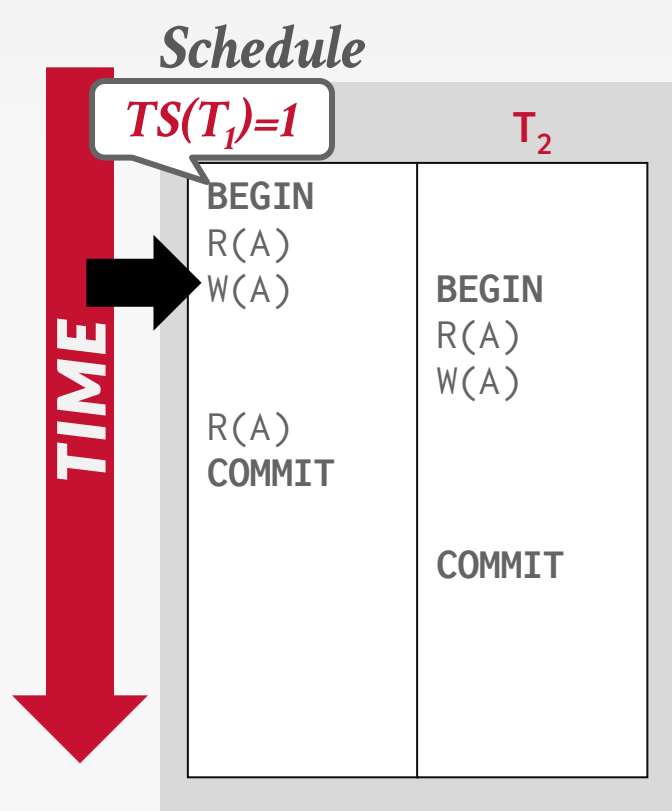 Schedule
TS(T₁)=1
T₂
BEGIN
R(A)
W(A)
BEGIN
R(A)
W(A)
R(A)
COMMIT
COMMIT
TIME